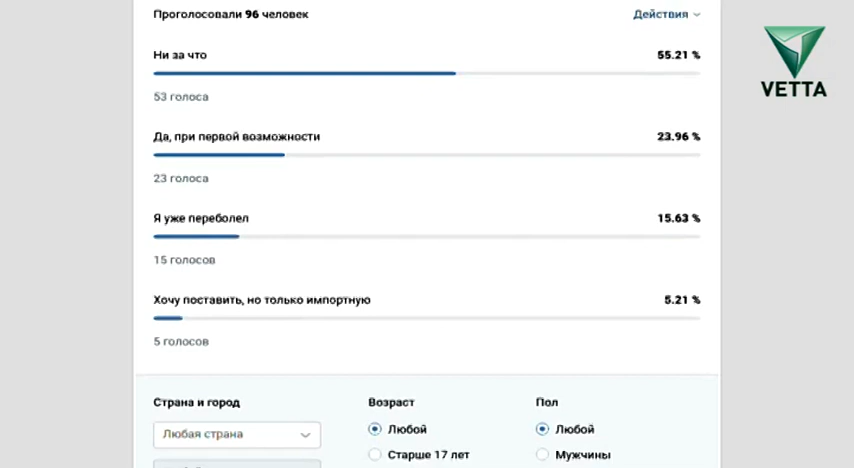 Проголосовали 96 человек
Действия
VETTA
Ни за что
55.21 %
53 голоса
Да, при первой возможности
23.96 %
23 голоса
Я уже переболел
15.63 %
15 голосов
Хочу поставить, но только импортную
5.21 %
5 голосов
Страна и город
Возраст
Пол
Любая страна
Любой
Любой
Старше 17 лет
Мужчины